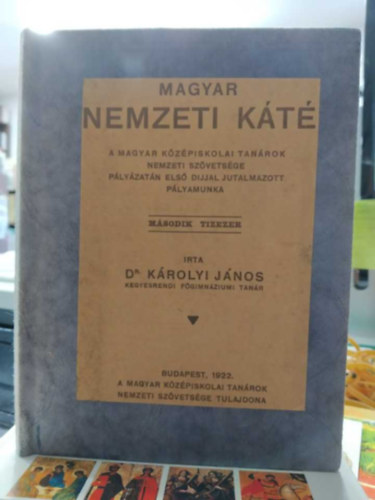 MAGYAR
NEMZETI KÁTÉ
A MAGYAR KÖZÉPISKOLAI TANÁROK
NEMZETI SZÖVETSÉGE
PÁLYÁZATÁN ELSŐ DIJJAL JUTALMAZOTT
PÁLYAMUNKA
MÁSODIK TIZEZER
IRTA
DR. KÁROLYI JÁNOS
KEGYESRENDI FŐGIMNÁZIUMI TANÁR
BUDAPEST, 1922.
A MAGYAR KÖZÉPISKOLAI TANÁROK
NEMZETI SZÖVETSÉGE TULAJDONA